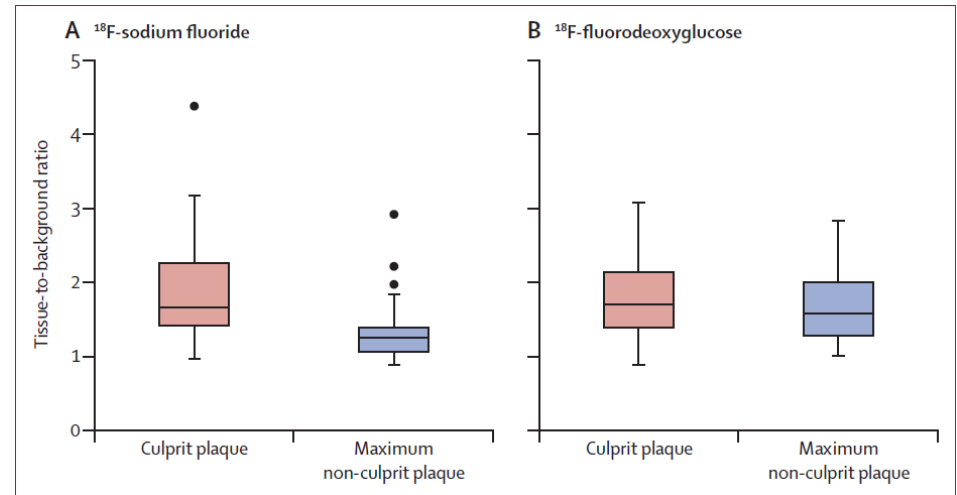 A ¹⁸F-sodium fluoride
B ¹⁸F-fluorodeoxyglucose
Tissue-to-background ratio
5
4
3
2
1
0
Culprit plaque
Maximum
non-culprit plaque
Culprit plaque
Maximum
non-culprit plaque